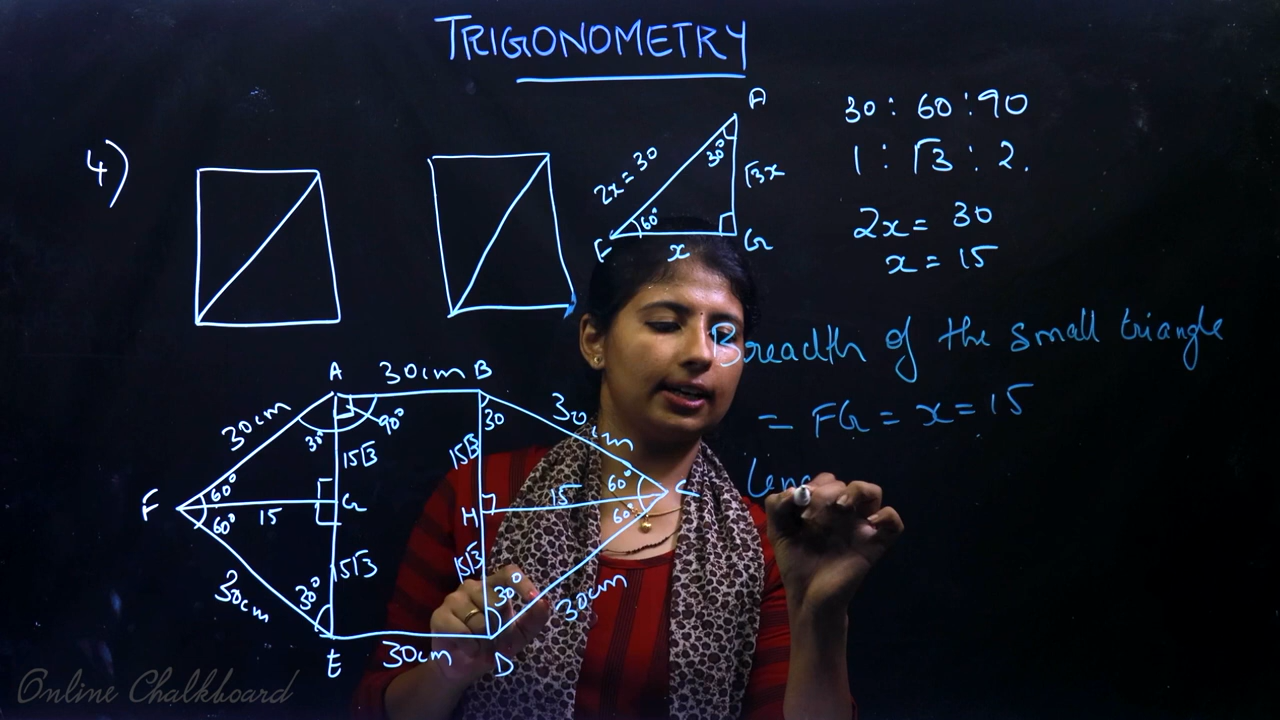 TRIGONOMETRY
4)
A
30°
2x = 30
√3x
60°
F
x
G
30 : 60 : 90
1 : √3 : 2.
2x = 30
x = 15
Breadth of the small triangle
= FG = x = 15
Leng
A 30cm B
30cm
30°
90°
15√3
30
15√3
30cm
F
60°
60°
15
G
H
15
60°
60°
C
15√3
15√3
30cm
30°
30°
30cm
E
30cm
D
Online Chalkboard